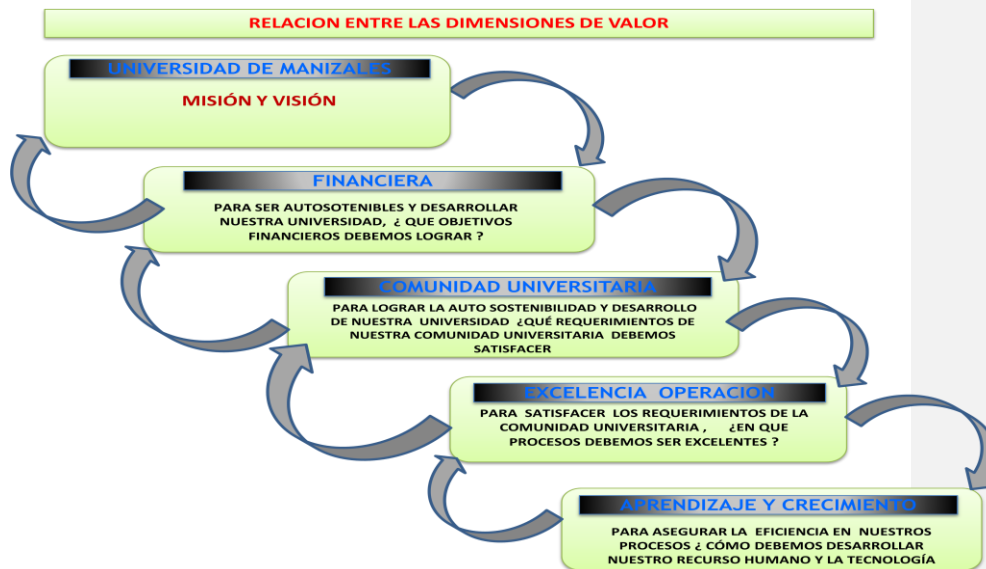 RELACION ENTRE LAS DIMENSIONES DE VALOR
UNIVERSIDAD DE MANIZALES
MISIÓN Y VISIÓN
FINANCIERA
PARA SER AUTOSOTENIBLES Y DESARROLLAR
NUESTRA UNIVERSIDAD, ¿ QUE OBJETIVOS
FINANCIEROS DEBEMOS LOGRAR ?
COMUNIDAD UNIVERSITARIA
PARA LOGRAR LA AUTO SOSTENIBILIDAD Y DESARROLLO
DE NUESTRA UNIVERSIDAD ¿QUÉ REQUERIMIENTOS DE
NUESTRA COMUNIDAD UNIVERSITARIA DEBEMOS
SATISFACER
EXCELENCIA OPERACION
PARA SATISFACER LOS REQUERIMIENTOS DE LA
COMUNIDAD UNIVERSITARIA , ¿EN QUE
PROCESOS DEBEMOS SER EXCELENTES ?
APRENDIZAJE Y CRECIMIENTO
PARA ASEGURAR LA EFICIENCIA EN NUESTROS
PROCESOS ¿ CÓMO DEBEMOS DESARROLLAR
NUESTRO RECURSO HUMANO Y LA TECNOLOGÍA